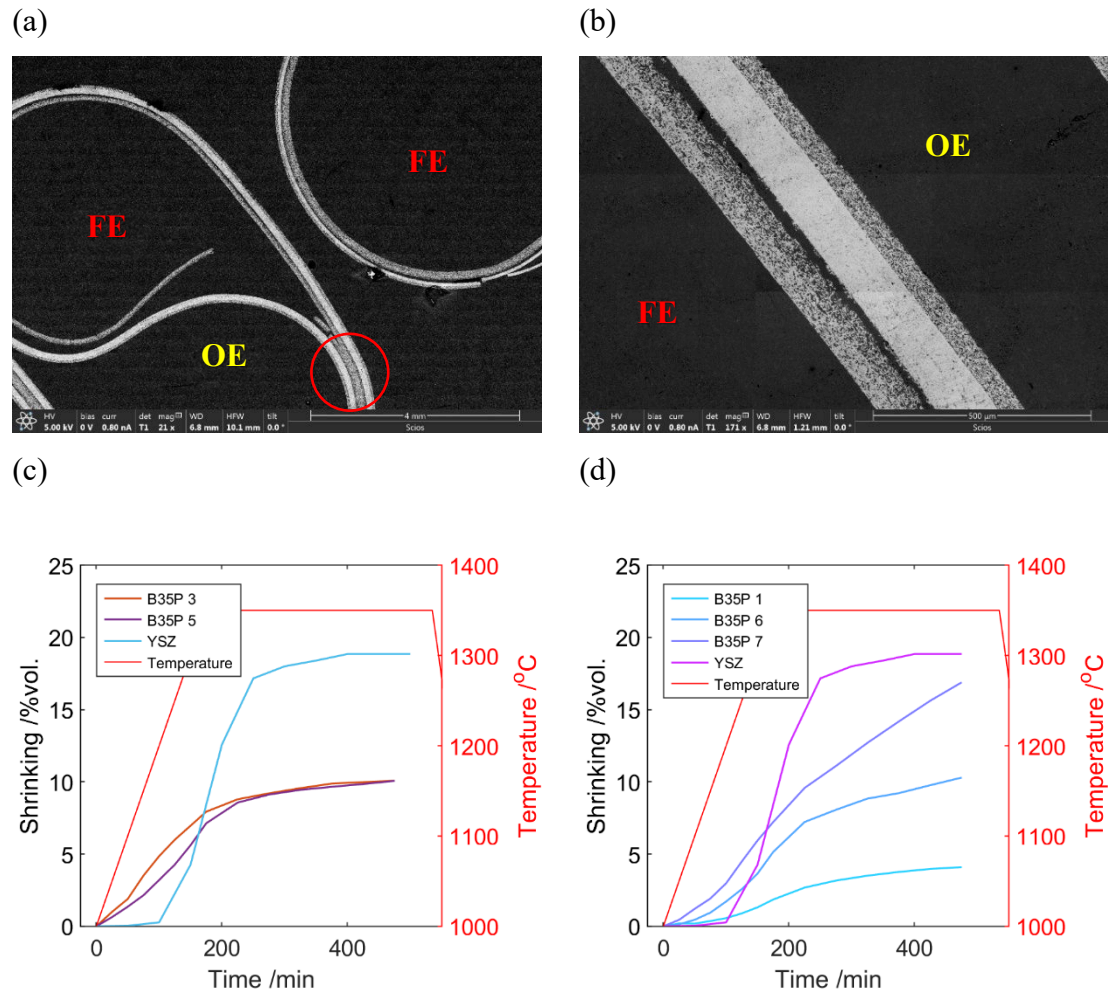 (a)
(b)
FE
FE
OE
HV bias curr det mag WD HFW tilt
5.00 kV 0 V 0.80 nA T1 21 x 6.8 mm 10.1 mm 0.0 °
4 mm
Scios
OE
FE
HV bias curr det mag WD HFW tilt
5.00 kV 0 V 0.80 nA T1 171 x 6.8 mm 1.21 mm 0.0 °
500 µm
Scios
(c)
(d)
25
20
15
10
5
0
Shrinking /%vol.
B35P 3
B35P 5
YSZ
Temperature
1400
1300
1200
1100
1000
Temperature /°C
0 200 400
Time /min
25
20
15
10
5
0
Shrinking /%vol.
B35P 1
B35P 6
B35P 7
YSZ
Temperature
1400
1300
1200
1100
1000
Temperature /°C
0 200 400
Time /min